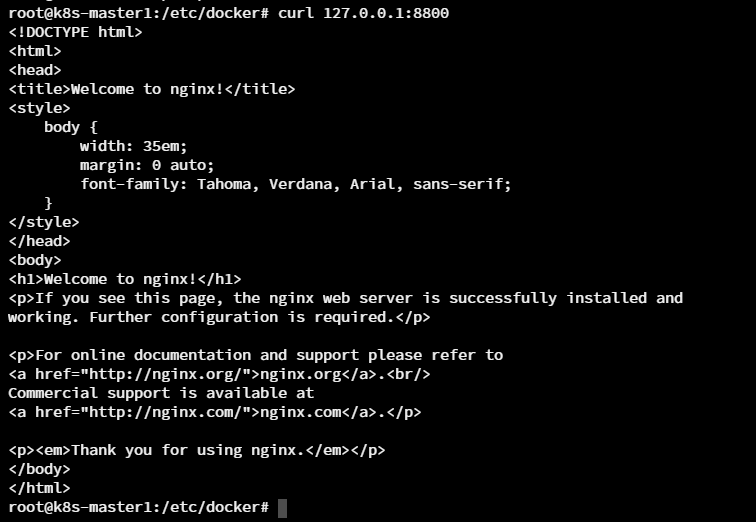 root@k8s-master1:/etc/docker# curl 127.0.0.1:8800
<!DOCTYPE html>
<html>
<head>
<title>Welcome to nginx!</title>
<style>
    body {
        width: 35em;
        margin: 0 auto;
        font-family: Tahoma, Verdana, Arial, sans-serif;
    }
</style>
</head>
<body>
<h1>Welcome to nginx!</h1>
<p>If you see this page, the nginx web server is successfully installed and
working. Further configuration is required.</p>

<p>For online documentation and support please refer to
<a href="http://nginx.org/">nginx.org</a>.<br/>
Commercial support is available at
<a href="http://nginx.com/">nginx.com</a>.</p>

<p><em>Thank you for using nginx.</em></p>
</body>
</html>
root@k8s-master1:/etc/docker#